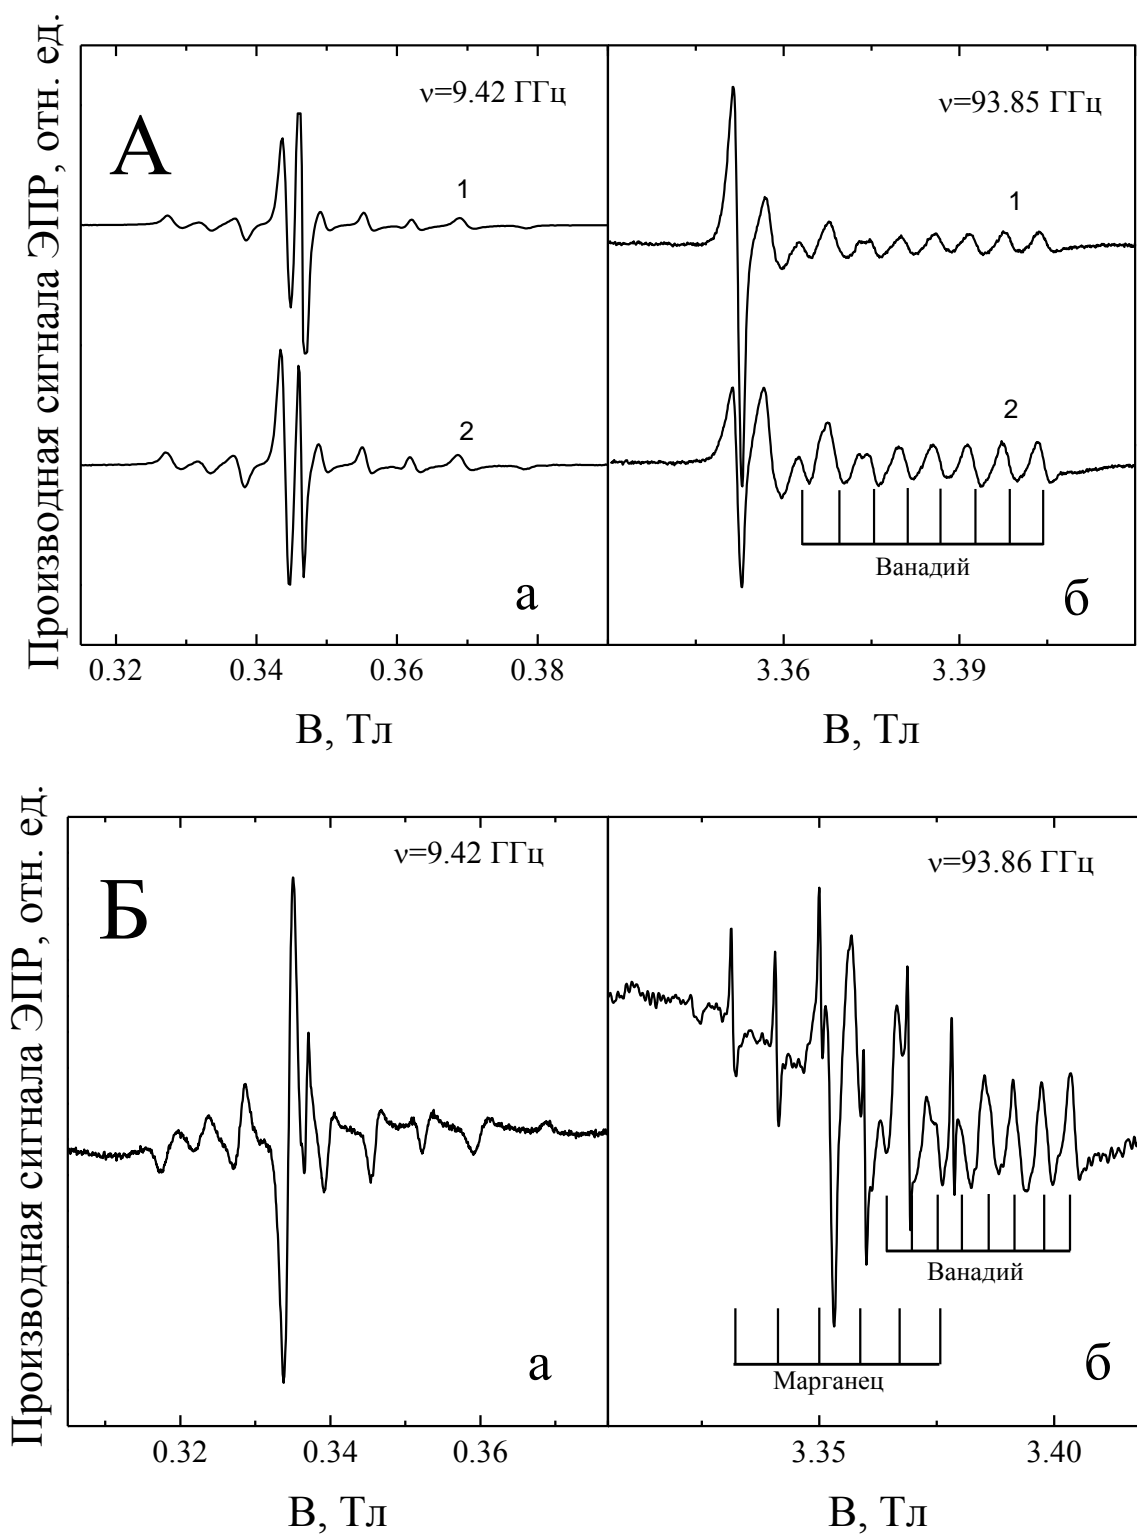 Производная сигнала ЭПР, отн. ед.
А
ν=9.42 ГГц
1
2
а
0.32 0.34 0.36 0.38
В, Тл
ν=93.85 ГГц
1
2
Ванадий
б
3.36 3.39
В, Тл
Производная сигнала ЭПР, отн. ед.
Б
ν=9.42 ГГц
а
0.32 0.34 0.36
В, Тл
ν=93.86 ГГц
Ванадий
Марганец
б
3.35 3.40
В, Тл